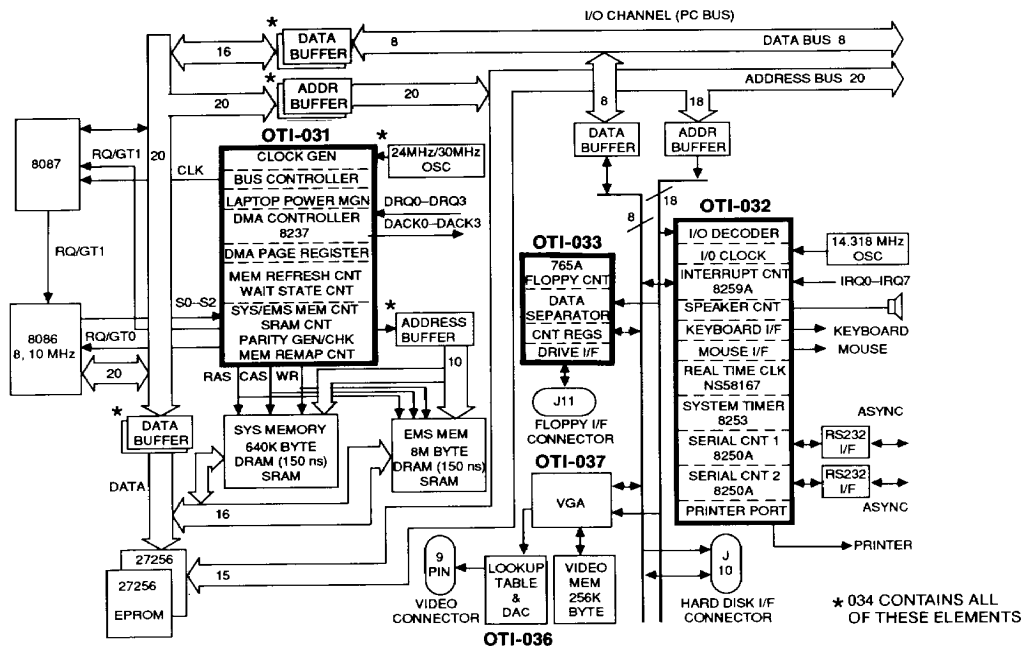 I/O CHANNEL (PC BUS)
*
DATA
BUFFER
16
8
DATA BUS 8
*
ADDR
BUFFER
20
20
ADDRESS BUS 20
8
18
DATA
BUFFER
ADDR
BUFFER
8087
RQ/GT1
20
CLK
RQ/GT1
S0–S2
8086
8, 10 MHz
RQ/GT0
20
OTI-031
CLOCK GEN
BUS CONTROLLER
LAPTOP POWER MGN
DMA CONTROLLER
8237
DMA PAGE REGISTER
MEM REFRESH CNT
WAIT STATE CNT
SYS/EMS MEM CNT
SRAM CNT
PARITY GEN/CHK
MEM REMAP CNT
*
24MHz/30MHz
OSC
DRQ0–DRQ3
DACK0–DACK3
*
ADDRESS
BUFFER
10
RAS
CAS
WR
8
18
OTI-033
765A
FLOPPY CNT
DATA
SEPARATOR
CNT REGS
DRIVE I/F
J11
FLOPPY I/F
CONNECTOR
OTI-032
I/O DECODER
I/0 CLOCK
INTERRUPT CNT
8259A
SPEAKER CNT
KEYBOARD I/F
MOUSE I/F
REAL TIME CLK
NS58167
SYSTEM TIMER
8253
SERIAL CNT 1
8250A
SERIAL CNT 2
8250A
PRINTER PORT
14.318 MHz
OSC
IRQ0–IRQ7
KEYBOARD
MOUSE
ASYNC
RS232
I/F
RS232
I/F
ASYNC
PRINTER
*
DATA
BUFFER
DATA
SYS MEMORY
640K BYTE
DRAM (150 ns)
SRAM
EMS MEM
8M BYTE
DRAM (150 ns)
SRAM
16
15
27256
27256
EPROM
OTI-037
VGA
9
PIN
VIDEO
CONNECTOR
LOOKUP
TABLE
&
DAC
OTI-036
VIDEO
MEM
256K
BYTE
J
10
HARD DISK I/F
CONNECTOR
* 034 CONTAINS ALL
OF THESE ELEMENTS